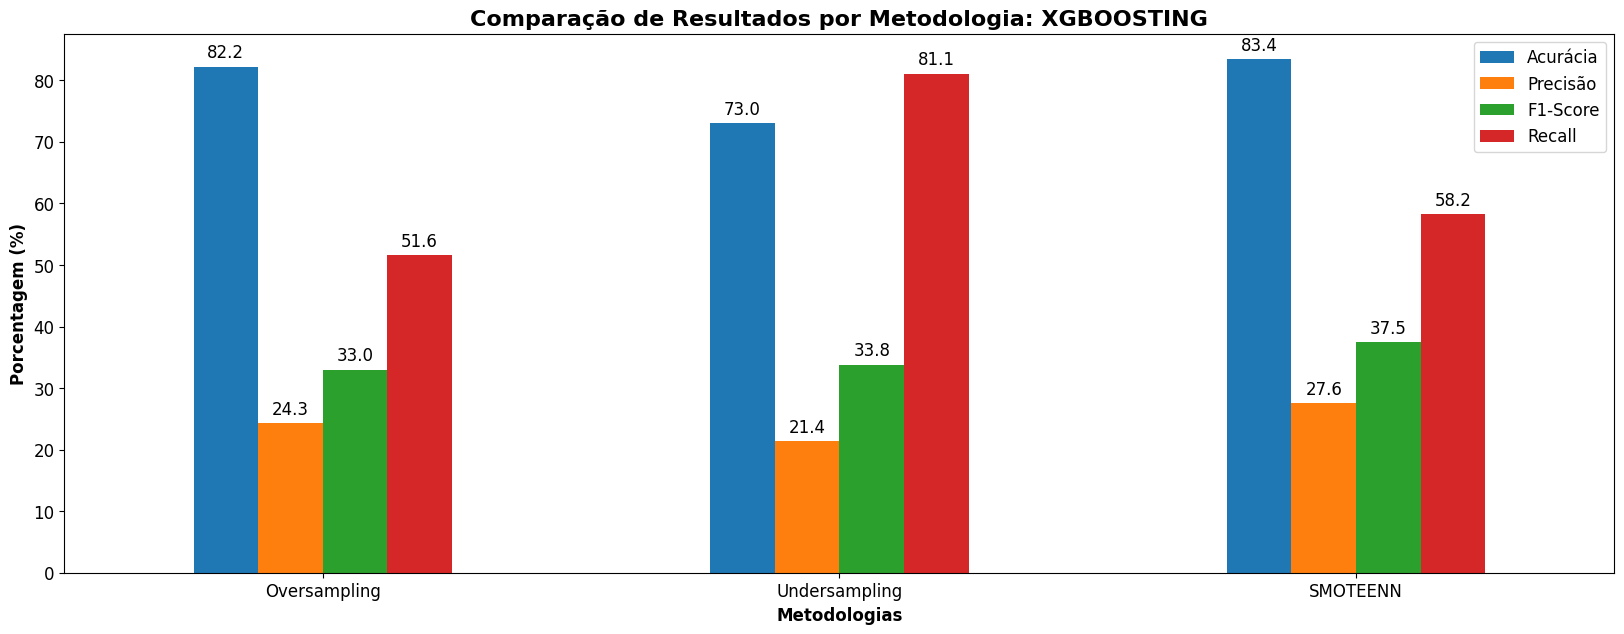 Comparação de Resultados por Metodologia: XGBOOSTING
Porcentagem (%)
80
70
60
50
40
30
20
10
0
82.2
24.3
33.0
51.6
73.0
21.4
33.8
81.1
83.4
27.6
37.5
58.2
Acurácia
Precisão
F1-Score
Recall
Oversampling
Undersampling
SMOTEENN
Metodologias